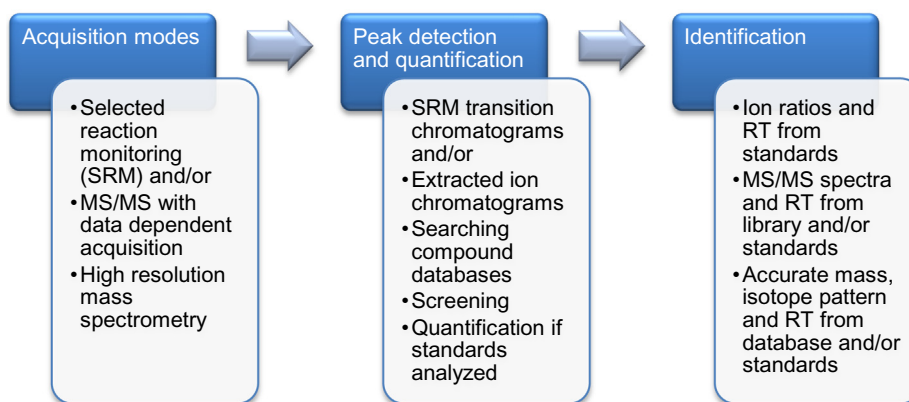 Acquisition modes
•Selected
reaction
monitoring
(SRM) and/or
•MS/MS with
data dependent
acquisition
•High resolution
mass
spectrometry
Peak detection
and quantification
•SRM transition
chromatograms
and/or
•Extracted ion
chromatograms
•Searching
compound
databases
•Screening
•Quantification if
standards
analyzed
Identification
•Ion ratios and
RT from
standards
•MS/MS spectra
and RT from
library and/or
standards
•Accurate mass,
isotope pattern
and RT from
database and/or
standards